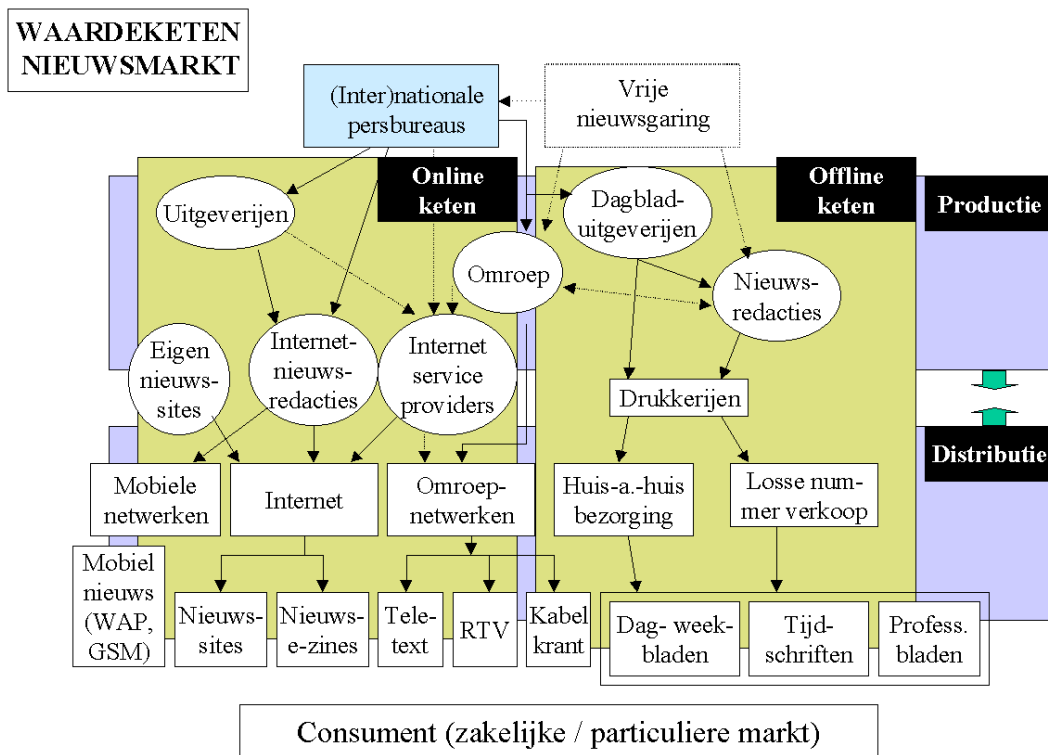 WAARDEKETEN
NIEUWSMARKT
(Inter)nationale
persbureaus
Vrije
nieuwsgaring
Online
keten
Offline
keten
Productie
Uitgeverijen
Dagblad-
uitgeverijen
Omroep
Nieuws-
redacties
Eigen
nieuws-
sites
Internet-
nieuws-
redacties
Internet
service
providers
Drukkerijen
Distributie
Mobiele
netwerken
Internet
Omroep-
netwerken
Huis-a.-huis
bezorging
Losse num-
mer verkoop
Mobiel
nieuws
(WAP,
GSM)
Nieuws-
sites
Nieuws-
e-zines
Tele-
text
RTV
Kabel
krant
Dag- week-
bladen
Tijd-
schriften
Profess.
bladen
Consument (zakelijke / particuliere markt)